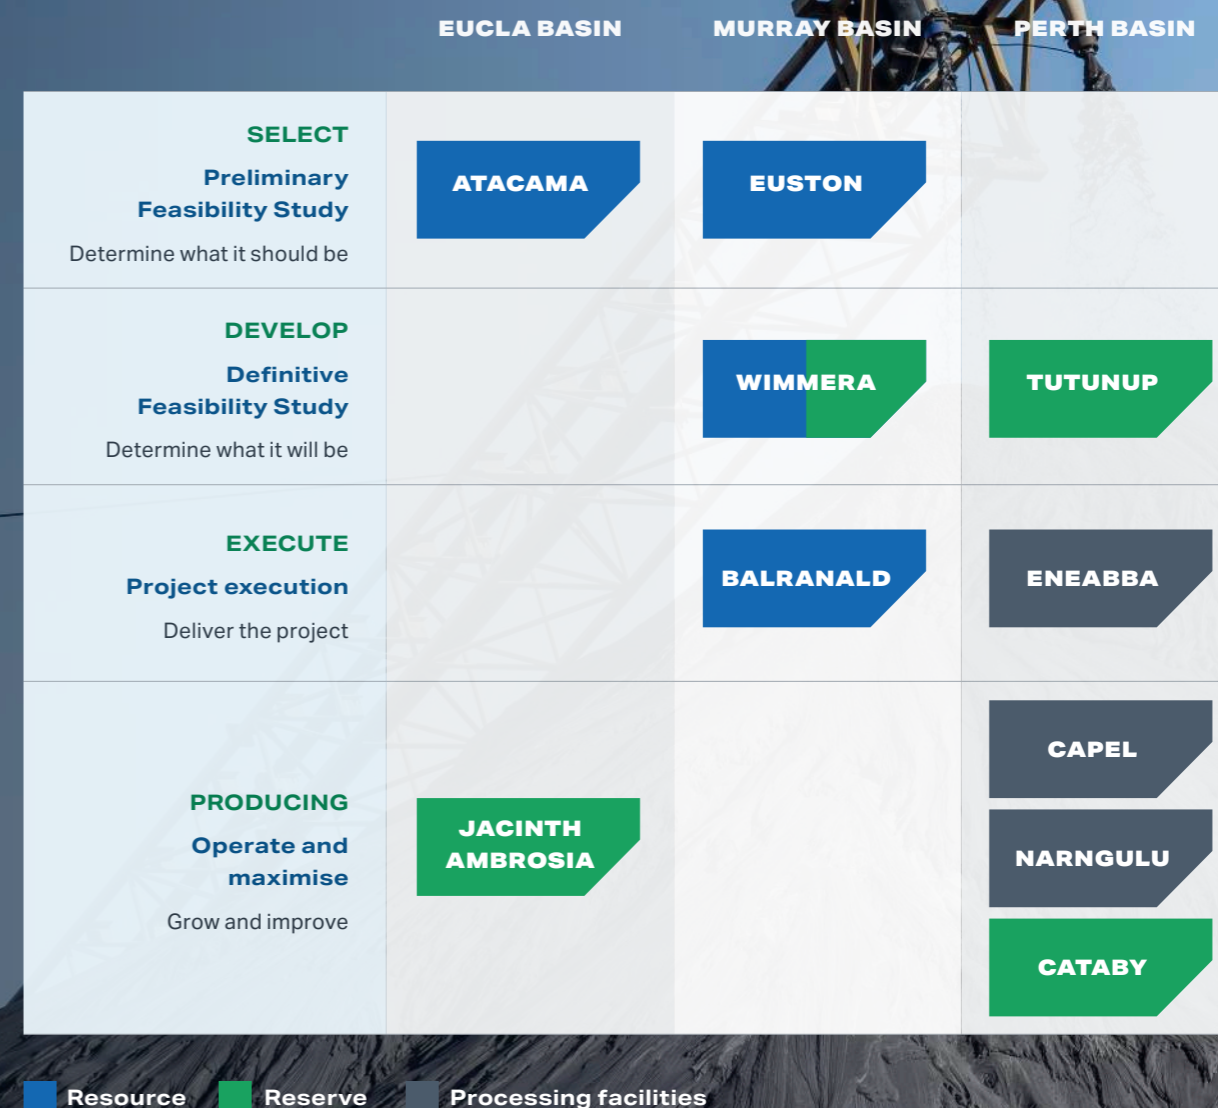 EUCLA BASIN
MURRAY BASIN
PERTH BASIN
SELECT
Preliminary
Feasibility Study
Determine what it should be
ATACAMA
EUSTON
DEVELOP
Definitive
Feasibility Study
Determine what it will be
WIMMERA
TUTUNUP
EXECUTE
Project execution
Deliver the project
BALRANALD
ENEABBA
PRODUCING
Operate and
maximise
Grow and improve
JACINTH
AMBROSIA
CAPEL
NARNGULU
CATABY
Resource
Reserve
Processing facilities